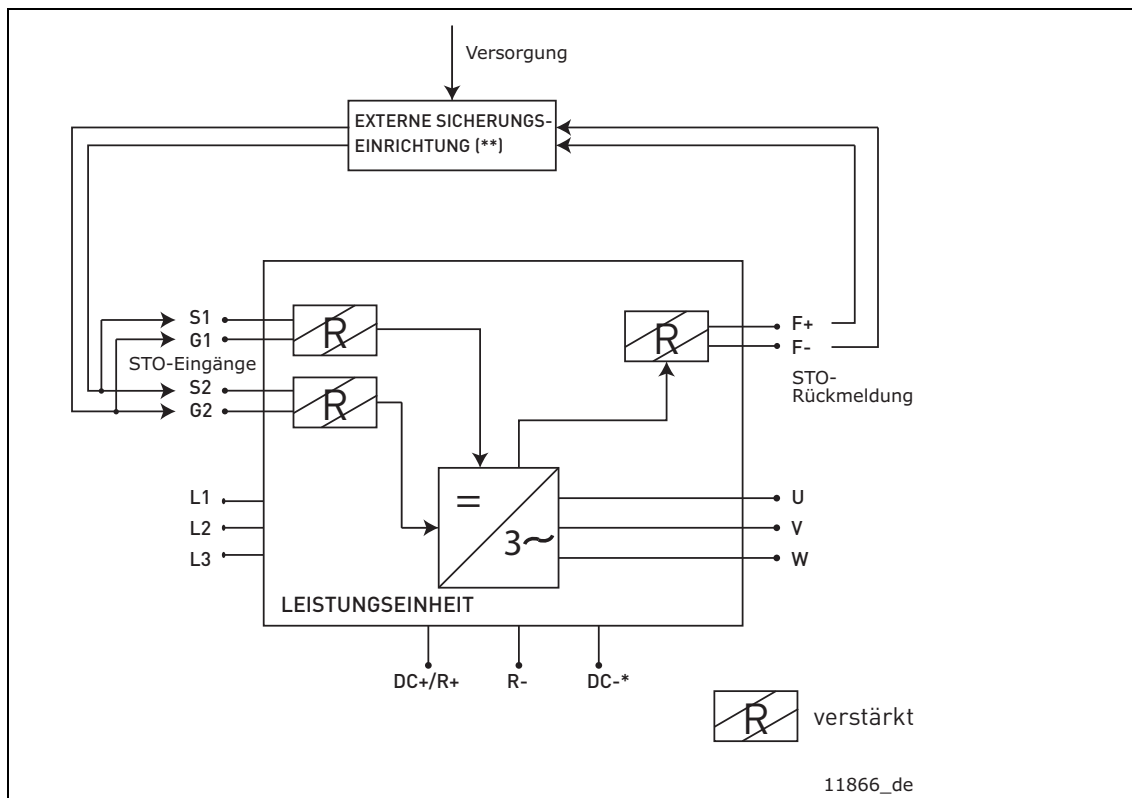 Versorgung
EXTERNE SICHERUNGS-
EINRICHTUNG (**)
S1
G1
STO-Eingänge
S2
G2
R
R
R
F+
F-
STO-
Rückmeldung
L1
L2
L3
=
3~
U
V
W
LEISTUNGSEINHEIT
DC+/R+
R-
DC-*
R
verstärkt
11866_de